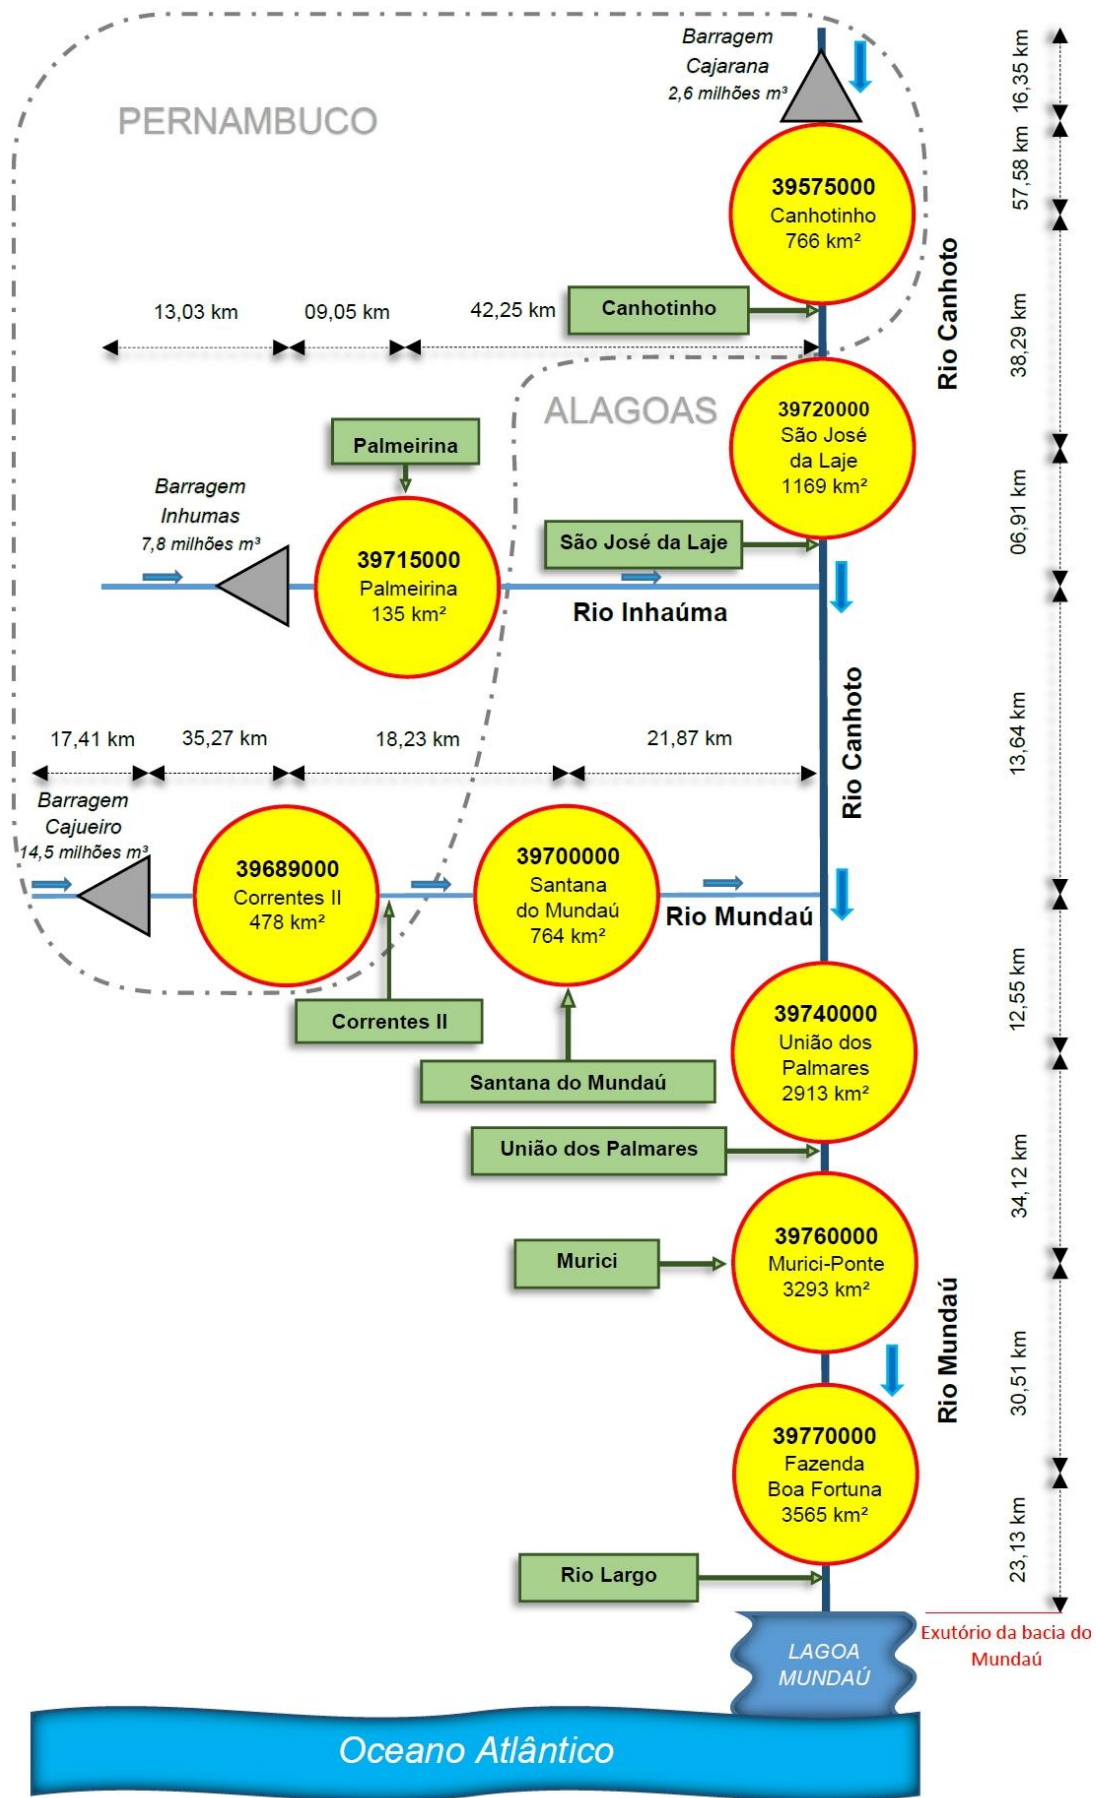 Barragem
Cajarana
2,6 milhões m³
16,35 km
PERNAMBUCO
57,58 km
39575000
Canhotinho
766 km²
Rio Canhoto
13,03 km
09,05 km
42,25 km
Canhotinho
38,29 km
ALAGOAS
39720000
São José
da Laje
1169 km²
Palmeirina
Barragem
Inhumas
7,8 milhões m³
São José da Laje
06,91 km
39715000
Palmeirina
135 km²
Rio Inhaúma
Rio Canhoto
13,64 km
17,41 km
35,27 km
18,23 km
21,87 km
Barragem
Cajueiro
14,5 milhões m³
39689000
Correntes II
478 km²
39700000
Santana
do Mundaú
764 km²
Rio Mundaú
12,55 km
39740000
União dos
Palmares
2913 km²
Correntes II
Santana do Mundaú
União dos Palmares
34,12 km
39760000
Murici-Ponte
3293 km²
Murici
Rio Mundaú
30,51 km
39770000
Fazenda
Boa Fortuna
3565 km²
23,13 km
Rio Largo
Exutório da bacia do
Mundaú
LAGOA
MUNDAÚ
Oceano Atlântico